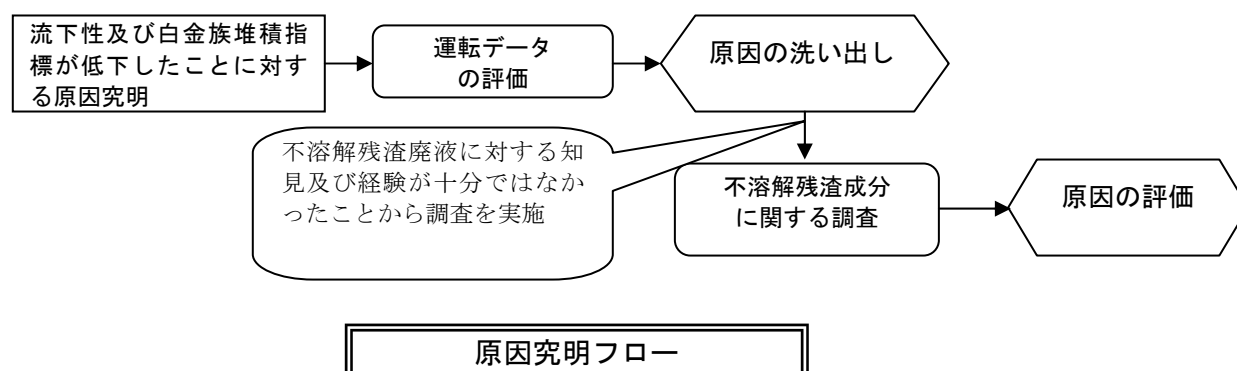 流下性及び白金族堆積指
標が低下したことに対す
る原因究明
運転データ
の評価
原因の洗い出し
不溶解残渣廃液に対する知
見及び経験が十分ではなか
ったことから調査を実施
不溶解残渣成分
に関する調査
原因の評価
原因究明フロー